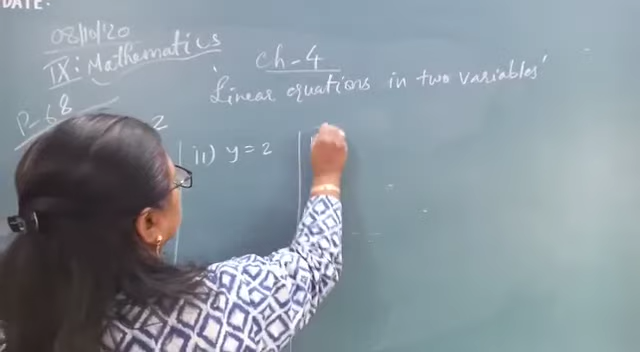 DATE:
08/10/20
IX: Mathematics
Ch-4
'Linear equations in two variables'
P-68
2
ii) y = 2